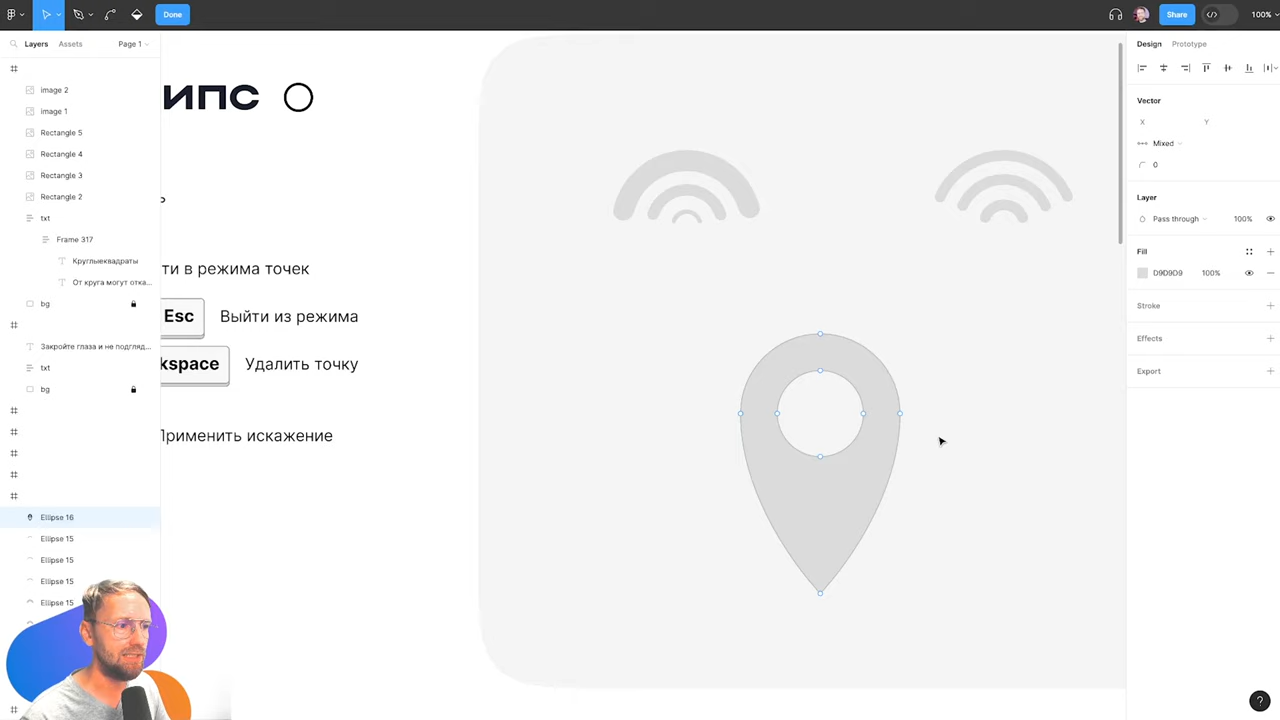 Done
Share
100%
Layers
Assets
Page 1
Design
Prototype
image 2
image 1
Rectangle 5
Rectangle 4
Rectangle 3
Rectangle 2
txt
Frame 317
Круглыеквадраты
От круга могут отка...
bg
Закройте глаза и не подгляд...
txt
bg
Ellipse 16
Ellipse 15
Ellipse 15
Ellipse 15
Ellipse 15
ипс
ти в режима точек
Esc
Выйти из режима
kspace
Удалить точку
Применить искажение
Vector
X
Y
Mixed
0
Layer
Pass through
100%
Fill
D9D9D9
100%
Stroke
Effects
Export
?